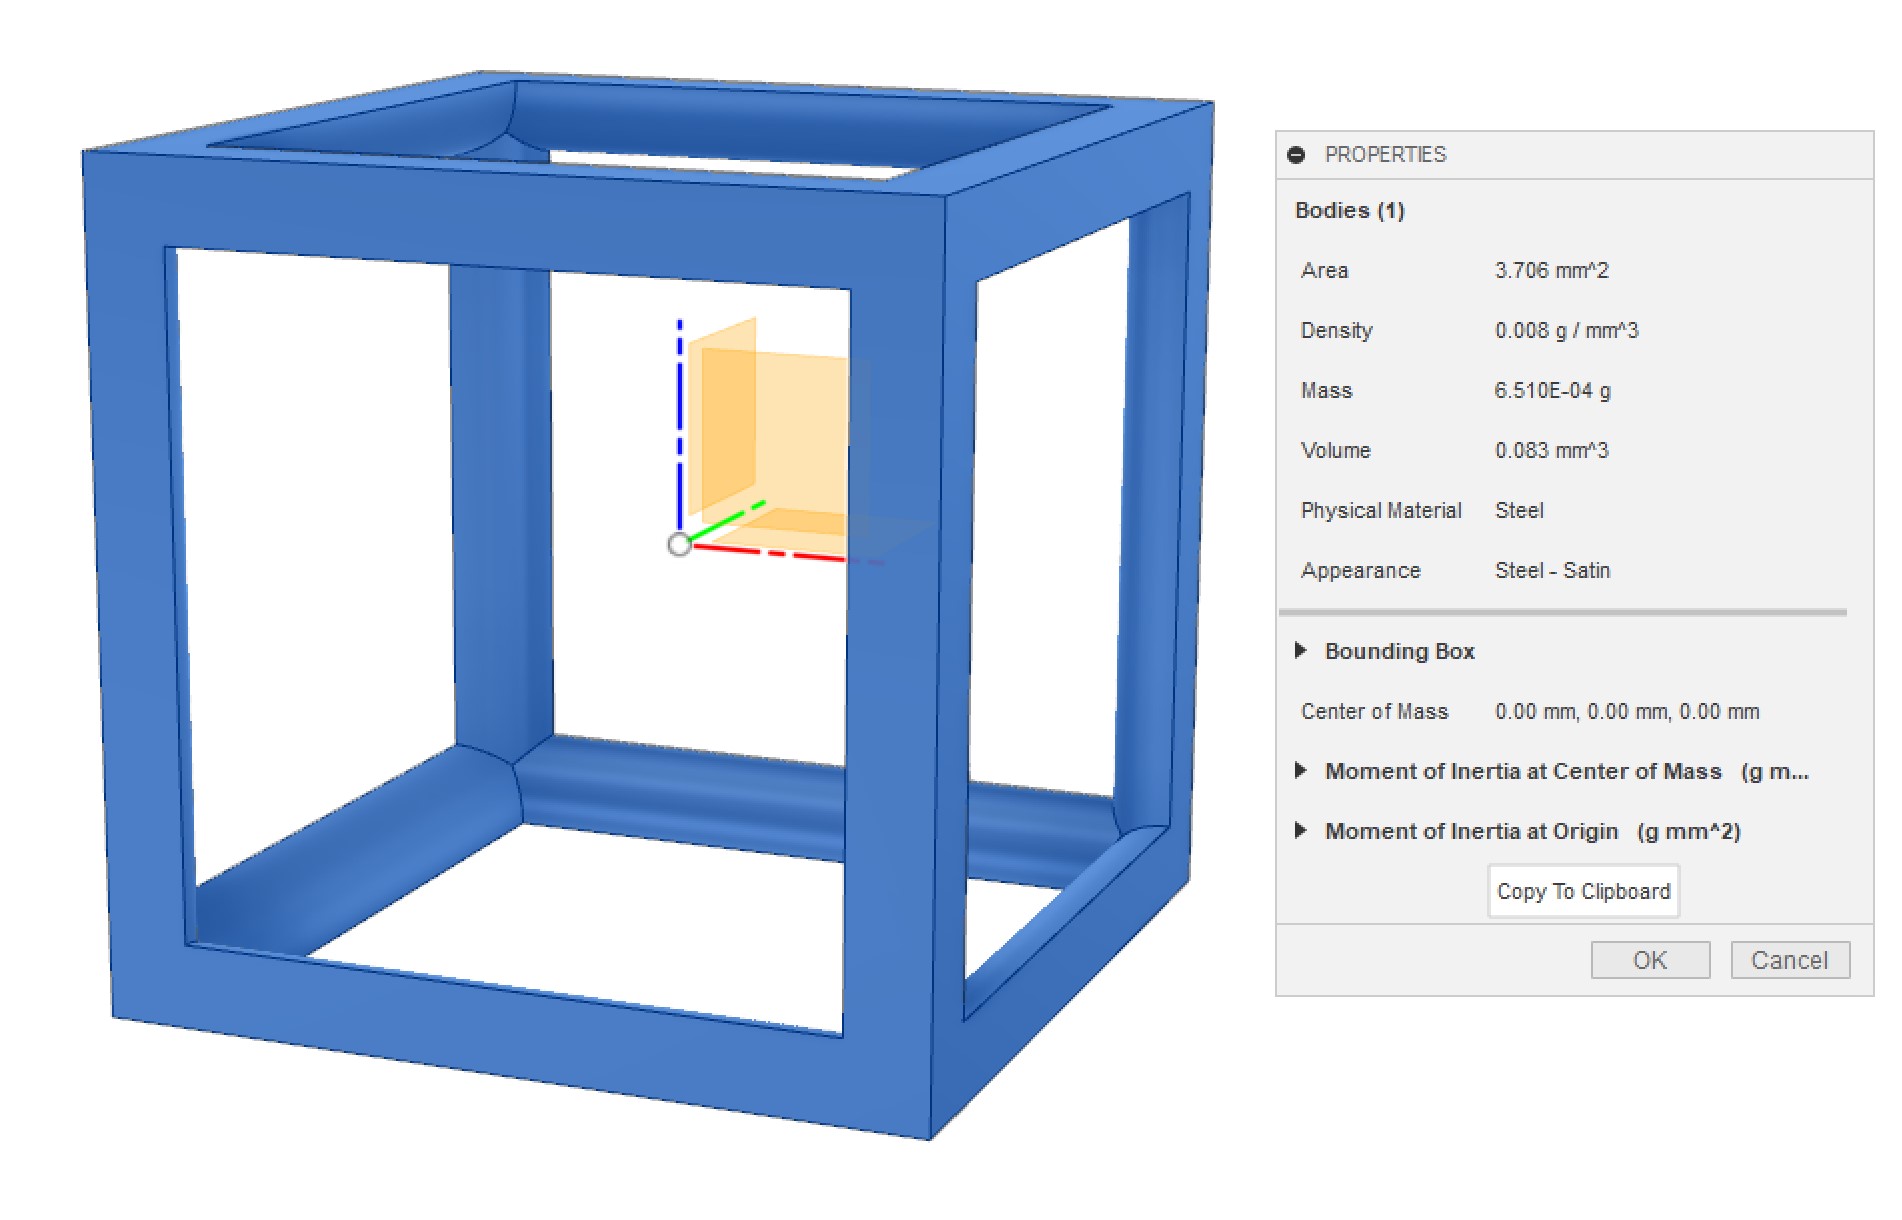 PROPERTIES
Bodies (1)
Area 3.706 mm^2
Density 0.008 g / mm^3
Mass 6.510E-04 g
Volume 0.083 mm^3
Physical Material Steel
Appearance Steel - Satin
Bounding Box
Center of Mass 0.00 mm, 0.00 mm, 0.00 mm
Moment of Inertia at Center of Mass (g m...
Moment of Inertia at Origin (g mm^2)
Copy To Clipboard
OK Cancel